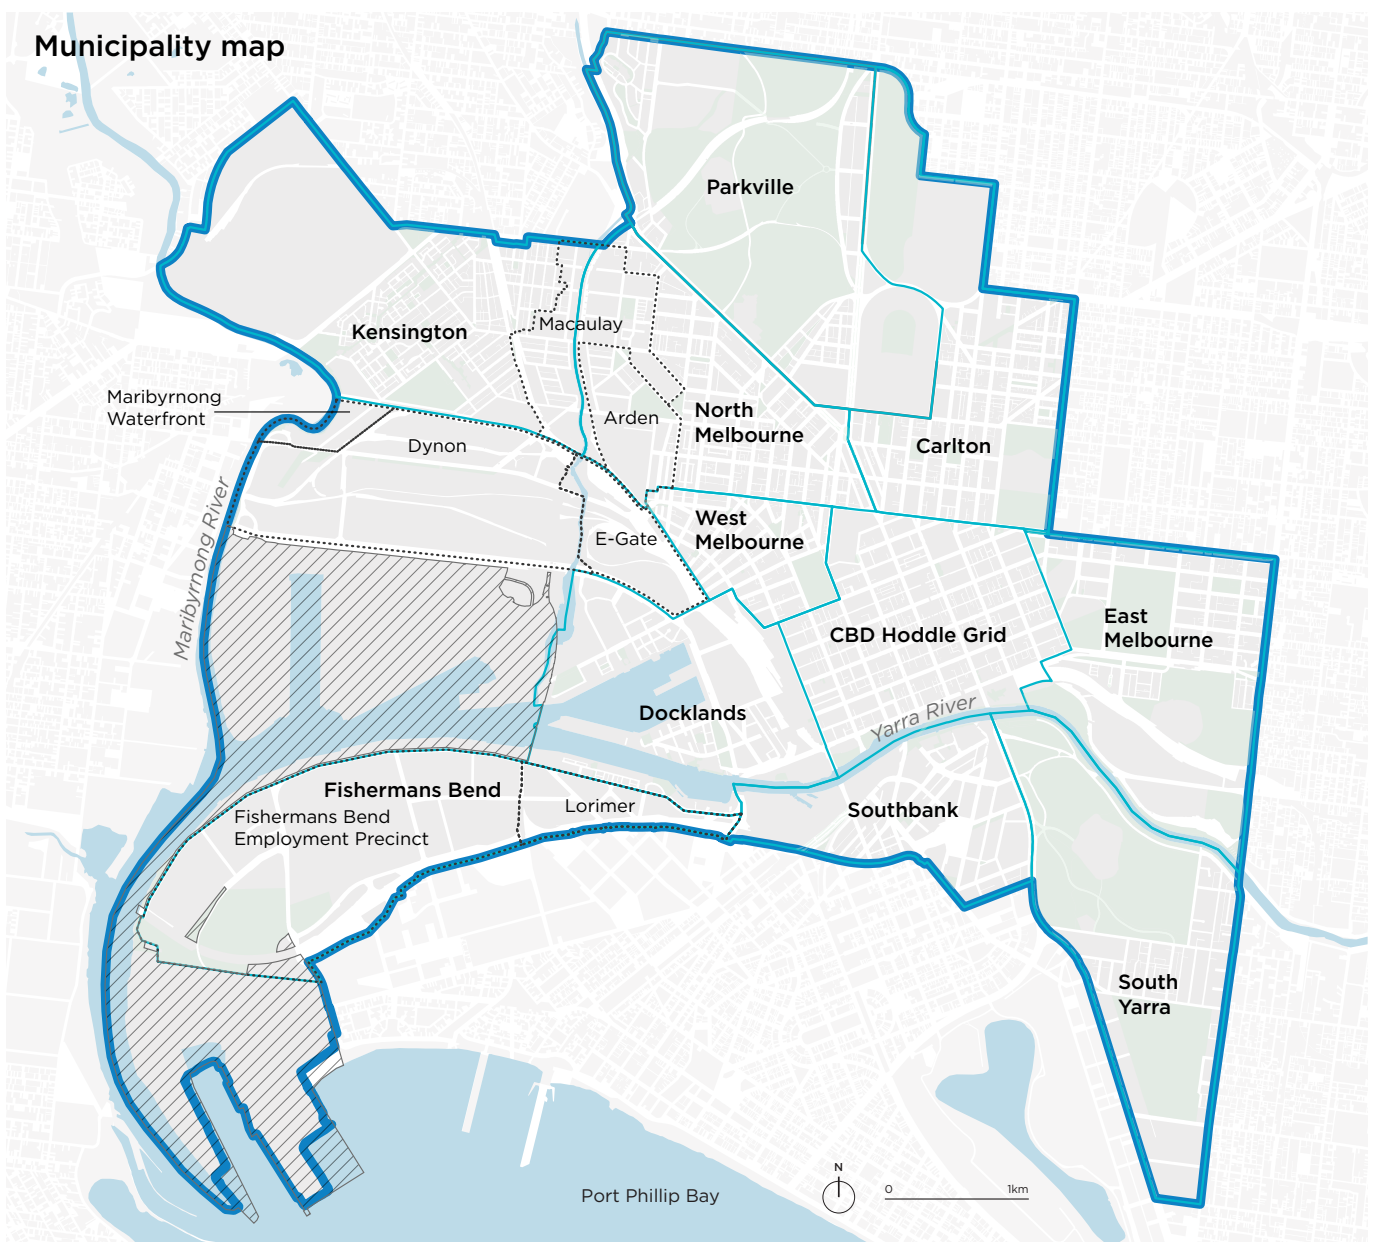 Municipality map
Parkville
Kensington
Macaulay
Maribyrnong
Waterfront
Arden
North
Melbourne
Dynon
Carlton
Maribyrnong River
West
Melbourne
E-Gate
East
Melbourne
CBD Hoddle Grid
Docklands
Yarra River
Fishermans Bend
Fishermans Bend
Employment Precinct
Lorimer
Southbank
South
Yarra
N
0 1km
Port Phillip Bay